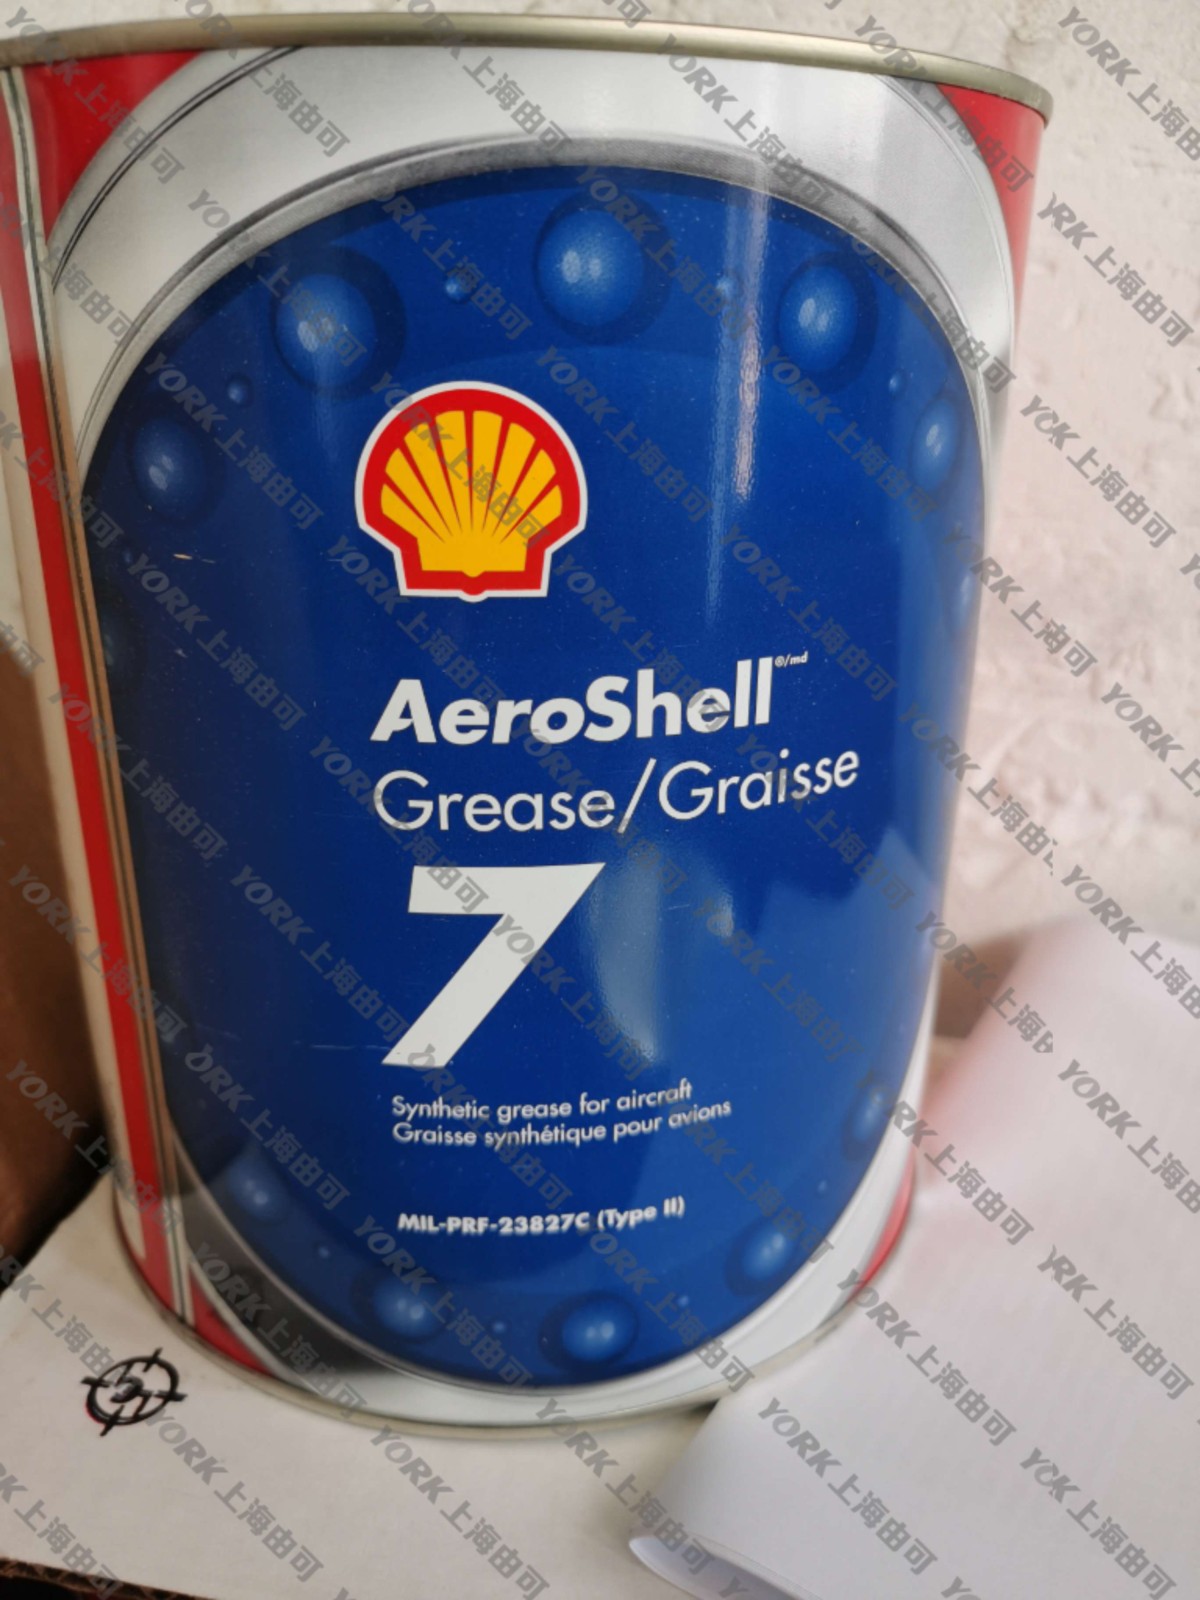 AeroShell®/md
Grease/Graisse
7
Synthetic grease for aircraft
Graisse synthétique pour avions
MIL-PRF-23827C (Type II)
YORK上海由可